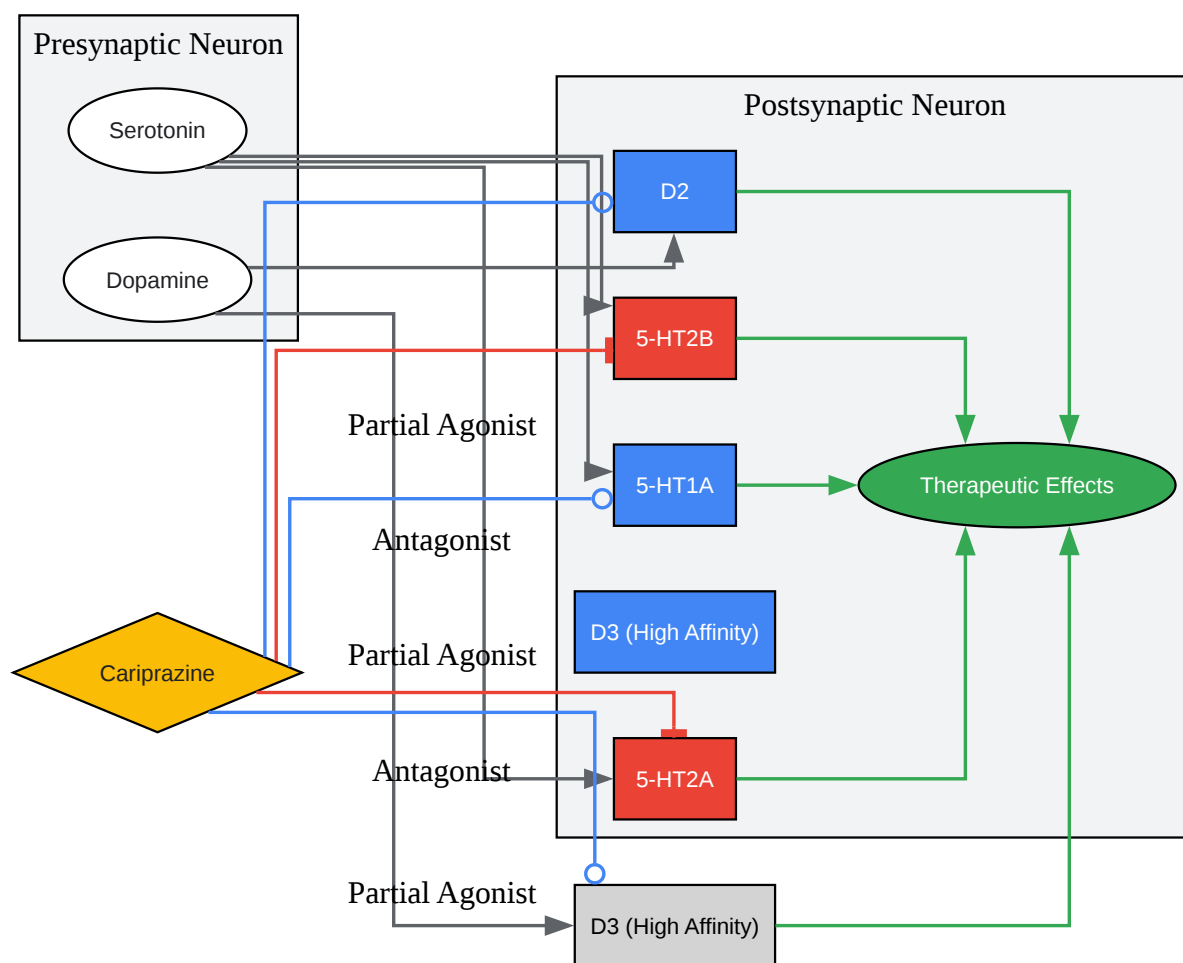 Presynaptic Neuron
Serotonin
Dopamine
Postsynaptic Neuron
D2
5-HT2B
Partial Agonist
5-HT1A
Therapeutic Effects
Antagonist
D3 (High Affinity)
Partial Agonist
Cariprazine
Antagonist
5-HT2A
Partial Agonist
D3 (High Affinity)